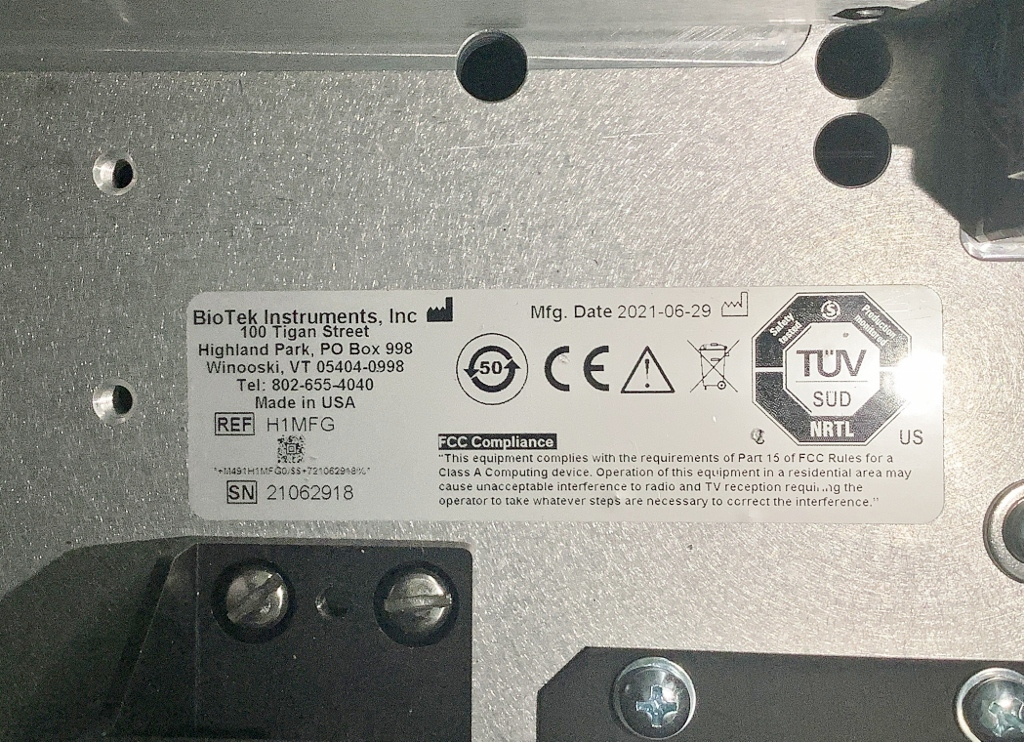 BioTek Instruments, Inc
100 Tigan Street
Highland Park, PO Box 998
Winooski, VT 05404-0998
Tel: 802-655-4040
Made in USA
REF H1MFG
SN 21062918
Mfg. Date 2021-06-29
50
CE
Safety tested
Production monitored
TÜV
SÜD
NRTL
US
FCC Compliance
"This equipment complies with the requirements of Part 15 of FCC Rules for a
Class A Computing device. Operation of this equipment in a residential area may
cause unacceptable interference to radio and TV reception requiring the
operator to take whatever steps are necessary to correct the interference."